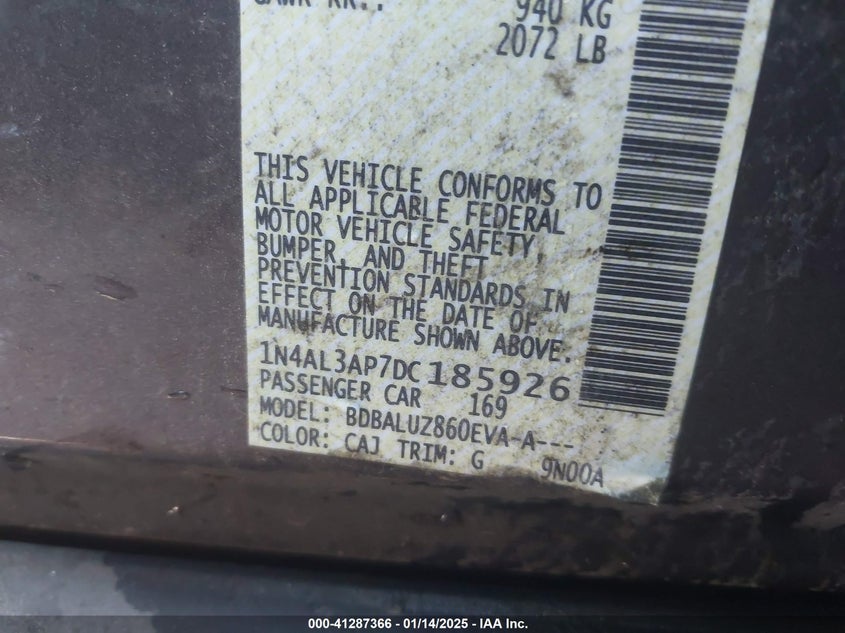 GAWR RR.: 940 KG
2072 LB
THIS VEHICLE CONFORMS TO
ALL APPLICABLE FEDERAL
MOTOR VEHICLE SAFETY,
BUMPER, AND THEFT
PREVENTION STANDARDS IN
EFFECT ON THE DATE OF
MANUFACTURE SHOWN ABOVE.
1N4AL3AP7DC185926
PASSENGER CAR 169
MODEL: BDBALUZ860EVA-A---
COLOR: CAJ TRIM: G 9N00A
000-41287366 - 01/14/2025 - IAA Inc.